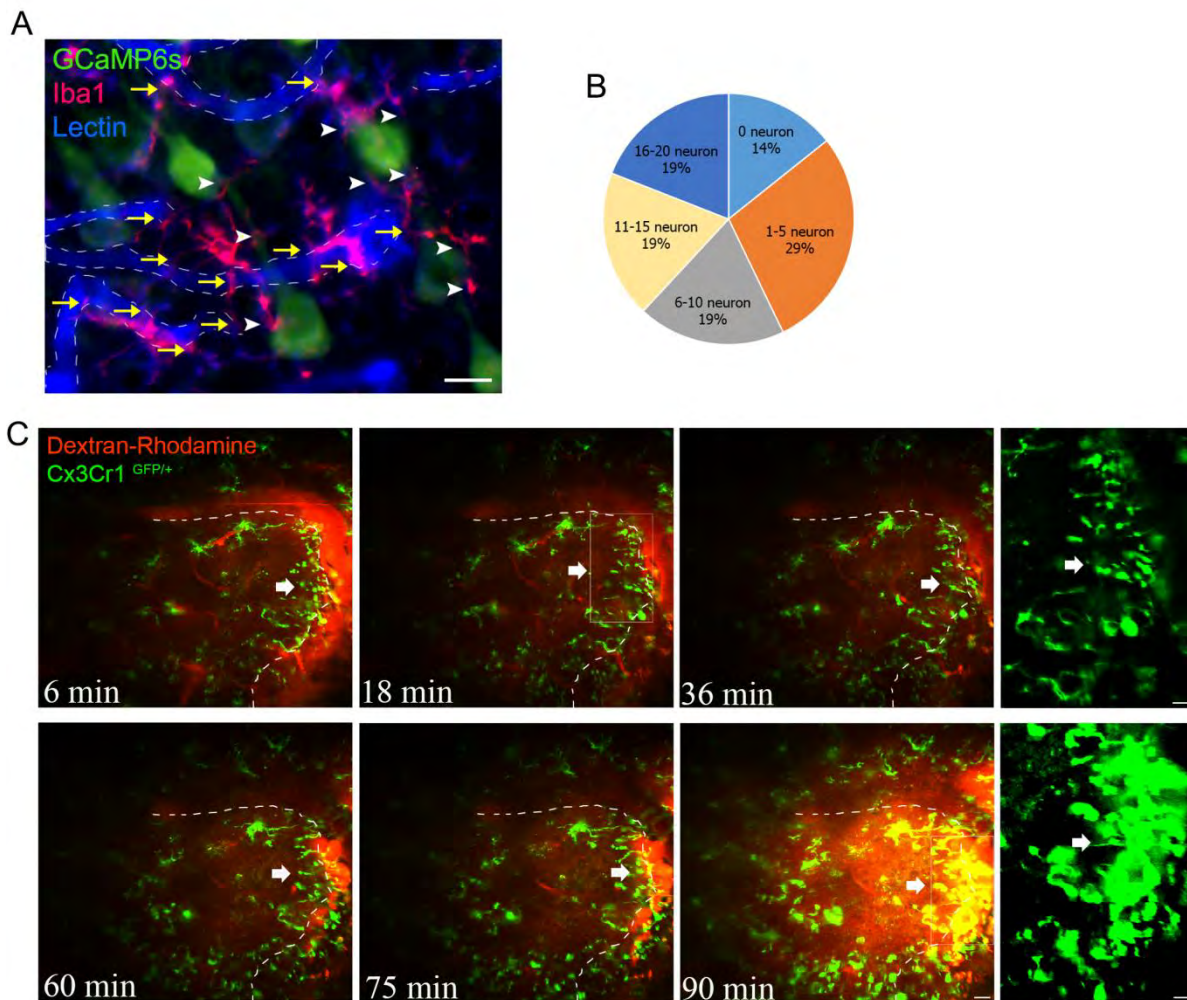 A
GCaMP6s
Iba1
Lectin
B
0 neuron
14%
16-20 neuron
19%
1-5 neuron
29%
11-15 neuron
19%
6-10 neuron
19%
C
Dextran-Rhodamine
Cx3Cr1 GFP/+
6 min
18 min
36 min
60 min
75 min
90 min